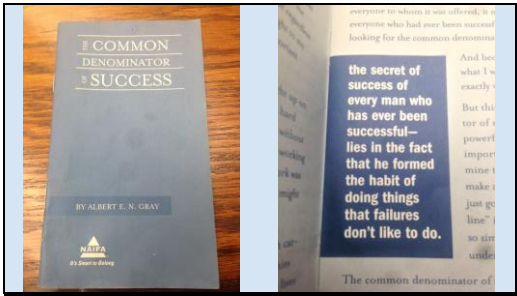 THE COMMON
DENOMINATOR
OF SUCCESS
BY ALBERT E. N. GRAY
NAIFA
It's Smart to Belong.
everyone to whom it was offered, it
everyone who had ever been successf
looking for the common denomina
the secret of
success of
every man who
has ever been
successful—
lies in the fact
that he formed
the habit of
doing things
that failures
don't like to do.
And bec
what I w
exactly
But thi
tor of
powerf
impor
mine
make
just go
line"
so sim
unde
The common denominator of